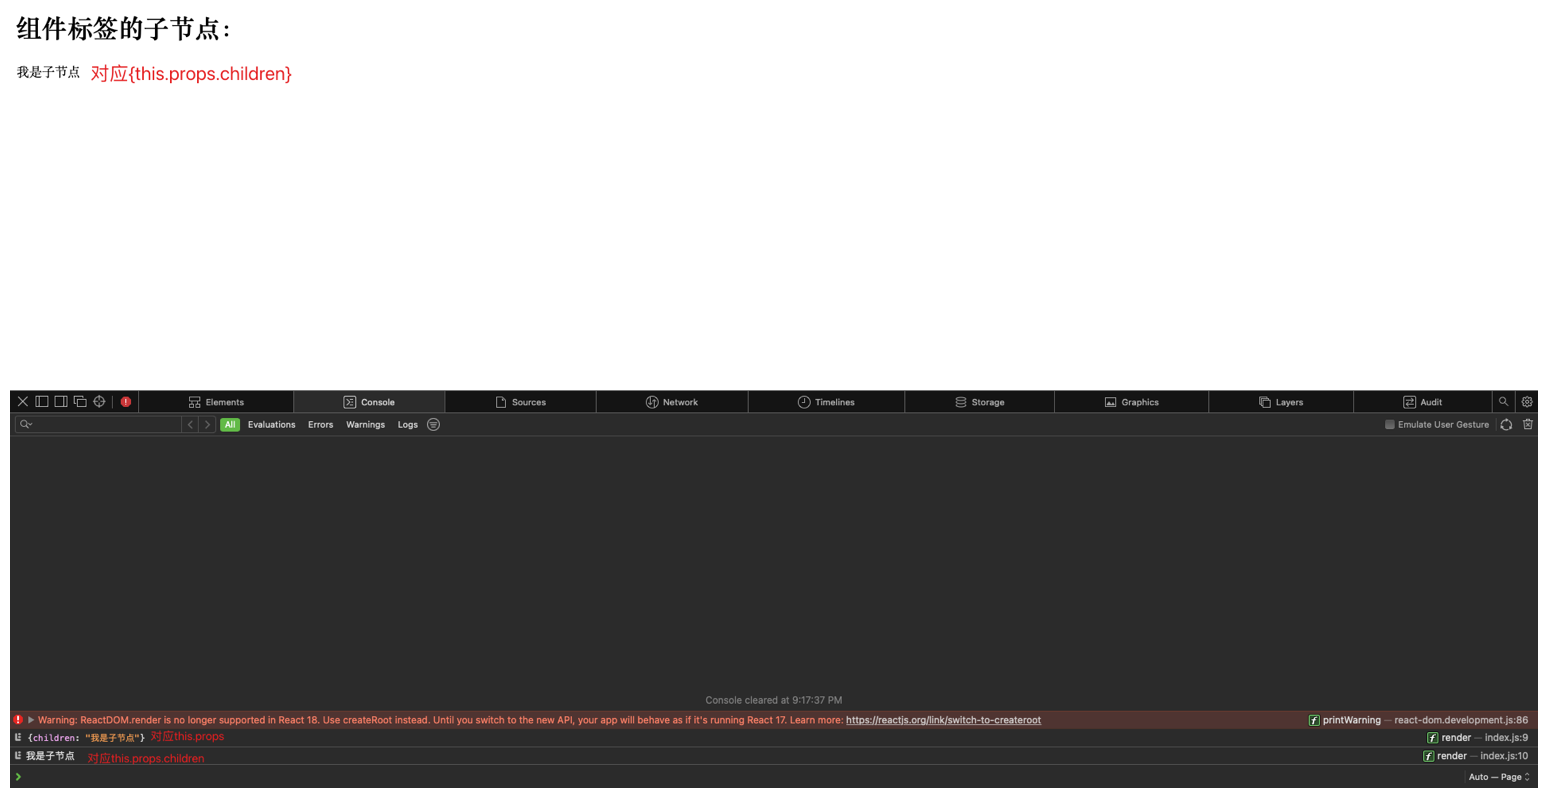 组件标签的子节点：
我是子节点 对应{this.props.children}
Elements Console Sources Network Timelines Storage Graphics Layers Audit
All Evaluations Errors Warnings Logs Emulate User Gesture
Console cleared at 9:17:37 PM
Warning: ReactDOM.render is no longer supported in React 18. Use createRoot instead. Until you switch to the new API, your app will behave as if it's running React 17. Learn more: https://reactjs.org/link/switch-to-createroot f printWarning — react-dom.development.js:86
{children: "我是子节点"} 对应this.props f render — index.js:9
我是子节点 对应this.props.children f render — index.js:10
Auto — Page